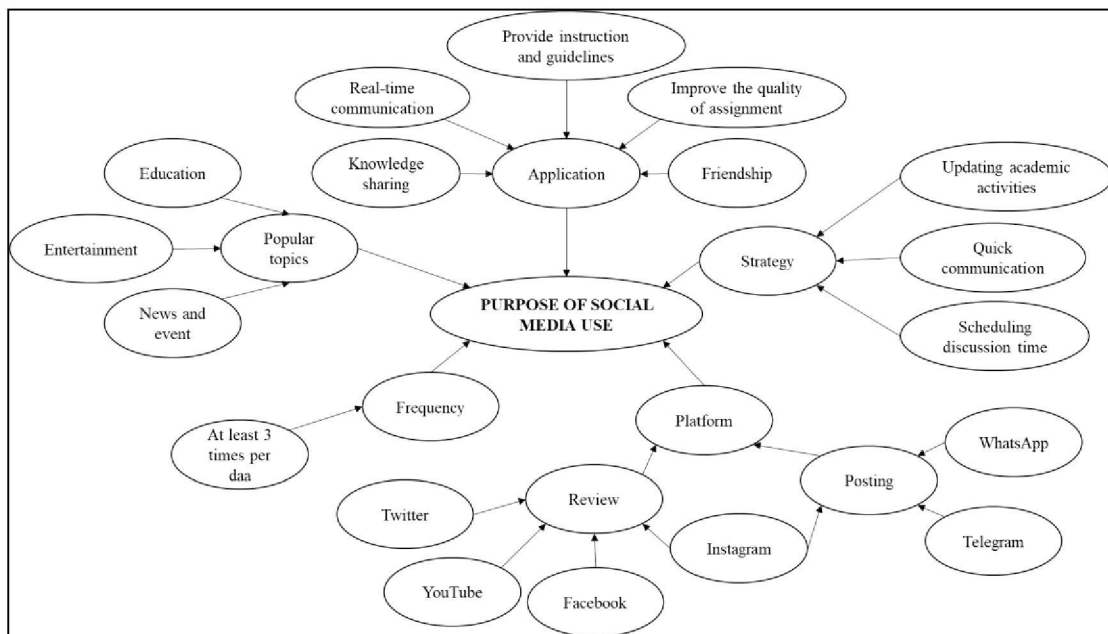 Provide instruction
and guidelines
Real-time
communication
Improve the quality
of assignment
Knowledge
sharing
Application
Friendship
Education
Entertainment
Popular
topics
News and
event
Updating academic
activities
Strategy
Quick
communication
Scheduling
discussion time
PURPOSE OF SOCIAL
MEDIA USE
Frequency
At least 3
times per
daa
Platform
WhatsApp
Posting
Telegram
Review
Twitter
Instagram
YouTube
Facebook